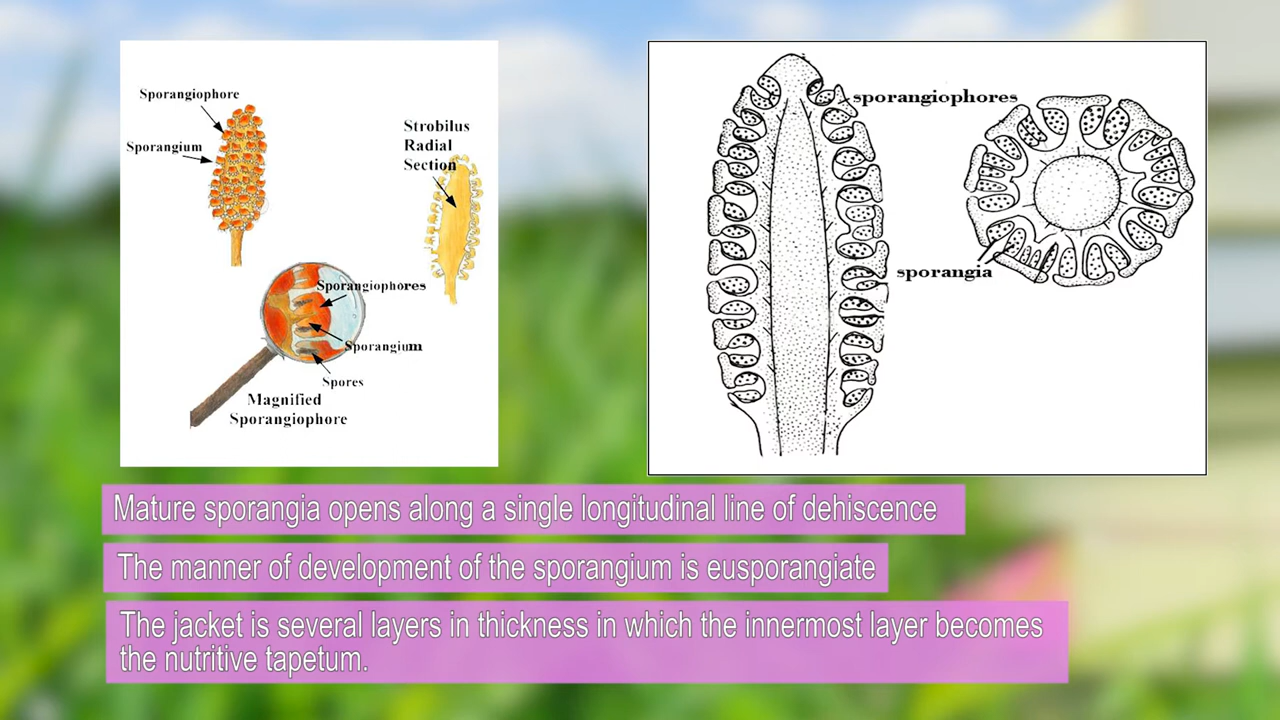 Sporangiophore
Sporangium
Strobilus
Radial
Section
Sporangiophores
Sporangium
Spores
Magnified
Sporangiophore
sporangiophores
sporangia
Mature sporangia opens along a single longitudinal line of dehiscence
The manner of development of the sporangium is eusporangiate
The jacket is several layers in thickness in which the innermost layer becomes
the nutritive tapetum.